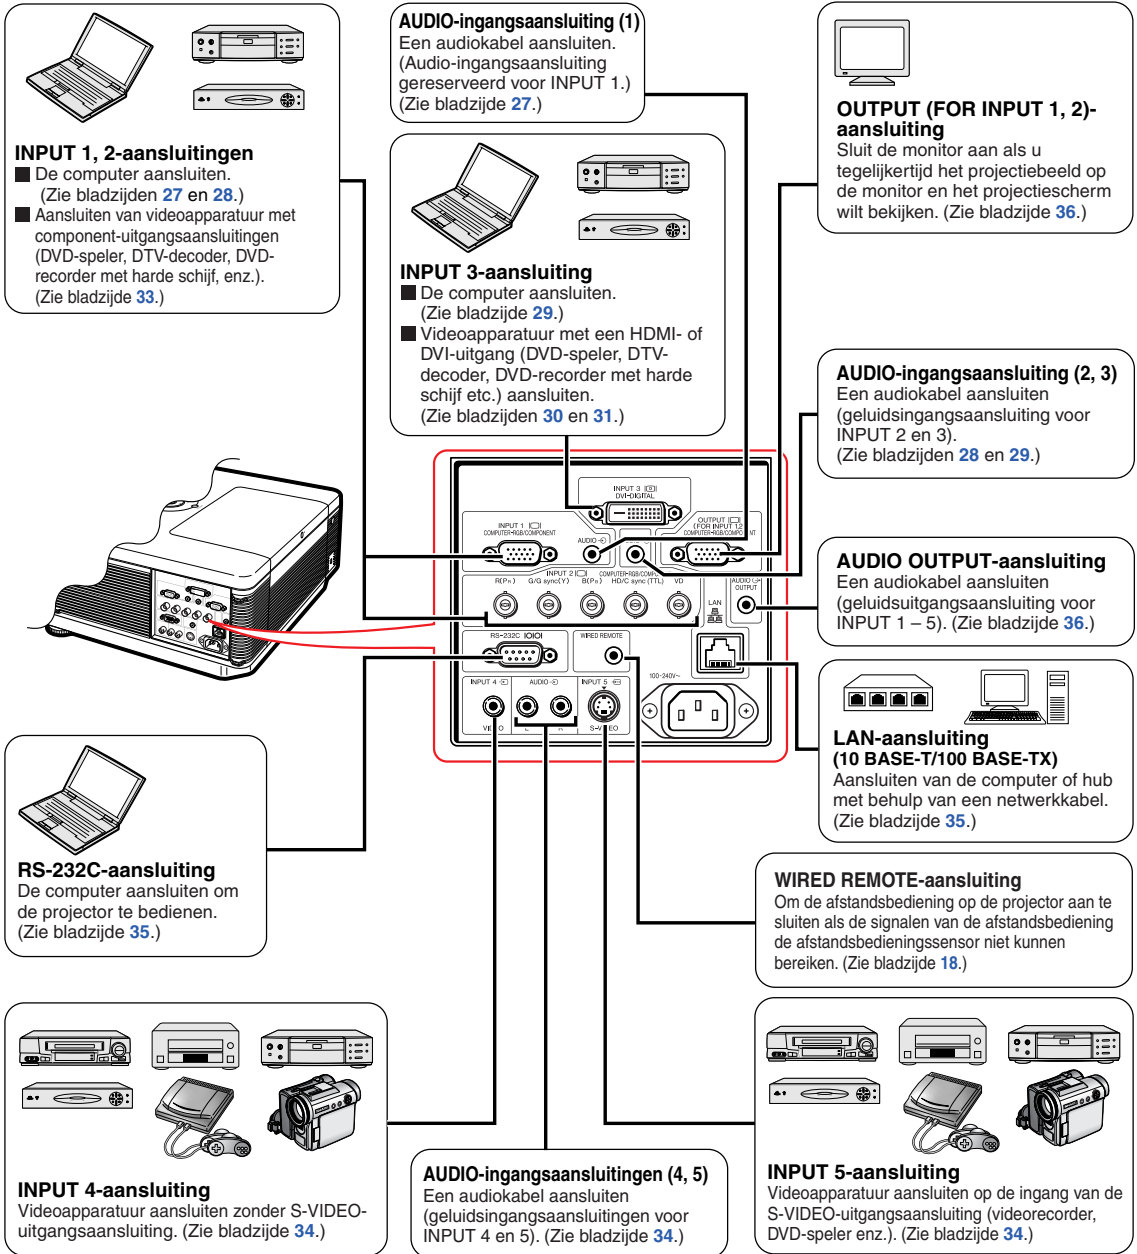 INPUT 1, 2-aansluitingen
■ De computer aansluiten.
(Zie bladzijden 27 en 28.)
■ Aansluiten van videoapparatuur met
component-uitgangsaansluitingen
(DVD-speler, DTV-decoder, DVD-
recorder met harde schijf, enz.).
(Zie bladzijde 33.)
AUDIO-ingangsaansluiting (1)
Een audiokabel aansluiten.
(Audio-ingangsaansluiting
gereserveerd voor INPUT 1.)
(Zie bladzijde 27.)
OUTPUT (FOR INPUT 1, 2)-
aansluiting
Sluit de monitor aan als u
tegelijkertijd het projectiebeeld op
de monitor en het projectiescherm
wilt bekijken. (Zie bladzijde 36.)
INPUT 3-aansluiting
■ De computer aansluiten.
(Zie bladzijde 29.)
■ Videoapparatuur met een HDMI- of
DVI-uitgang (DVD-speler, DTV-
decoder, DVD-recorder met harde
schijf etc.) aansluiten.
(Zie bladzijden 30 en 31.)
AUDIO-ingangsaansluiting (2, 3)
Een audiokabel aansluiten
(geluidsingangsaansluiting voor
INPUT 2 en 3).
(Zie bladzijden 28 en 29.)
INPUT 3
DVI-DIGITAL
INPUT 1
COMPUTER-RGB/COMPONENT
AUDIO
OUTPUT
(FOR INPUT 1,2)
COMPUTER-RGB/COMPONENT
INPUT 2
R(PR) G/G sync(Y) B(PB) HD/C sync (TTL) VD
LAN
AUDIO
OUTPUT
RS-232C
WIRED REMOTE
100-240V~
INPUT 4 AUDIO INPUT 5
VIDEO L R S-VIDEO
AUDIO OUTPUT-aansluiting
Een audiokabel aansluiten
(geluidsuitgangsaansluiting voor
INPUT 1 – 5). (Zie bladzijde 36.)
LAN-aansluiting
(10 BASE-T/100 BASE-TX)
Aansluiten van de computer of hub
met behulp van een netwerkkabel.
(Zie bladzijde 35.)
RS-232C-aansluiting
De computer aansluiten om
de projector te bedienen.
(Zie bladzijde 35.)
WIRED REMOTE-aansluiting
Om de afstandsbediening op de projector aan te
sluiten als de signalen van de afstandsbediening
de afstandsbedieningssensor niet kunnen
bereiken. (Zie bladzijde 18.)
INPUT 4-aansluiting
Videoapparatuur aansluiten zonder S-VIDEO-
uitgangsaansluiting. (Zie bladzijde 34.)
AUDIO-ingangsaansluitingen (4, 5)
Een audiokabel aansluiten
(geluidsingangsaansluitingen voor
INPUT 4 en 5). (Zie bladzijde 34.)
INPUT 5-aansluiting
Videoapparatuur aansluiten op de ingang van de
S-VIDEO-uitgangsaansluiting (videorecorder,
DVD-speler enz.). (Zie bladzijde 34.)